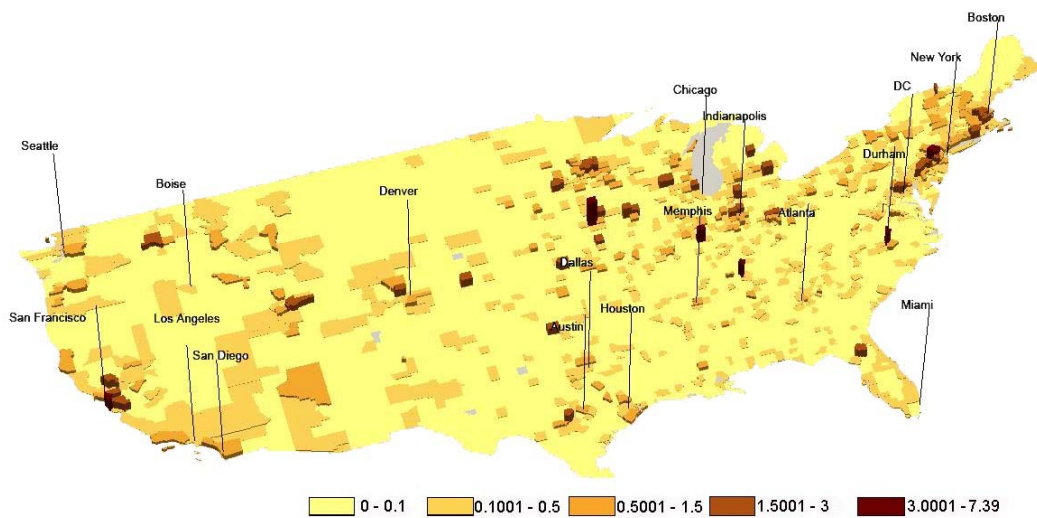 Boston
New York
DC
Chicago
Indianapolis
Seattle
Durham
Boise
Denver
Memphis
Atlanta
Dallas
San Francisco
Los Angeles
Houston
Miami
Austin
San Diego
0 - 0.1
0.1001 - 0.5
0.5001 - 1.5
1.5001 - 3
3.0001 - 7.39